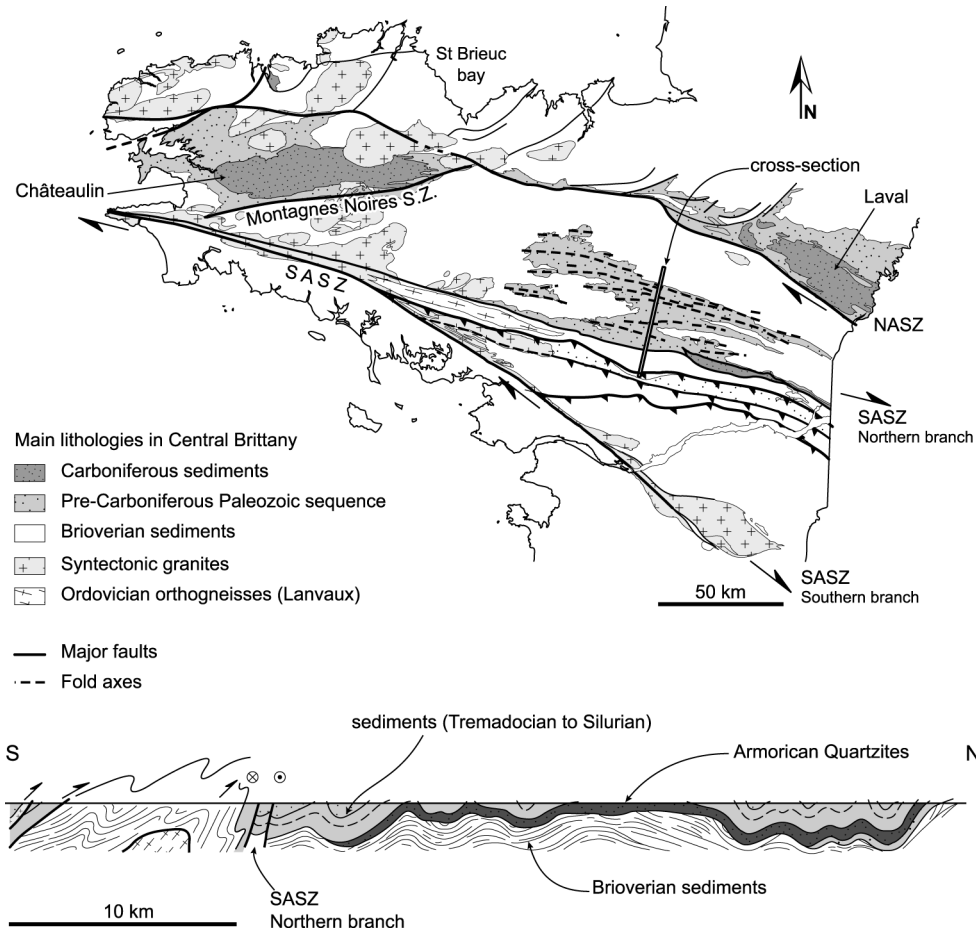 St Brieuc
bay
N
cross-section
Châteaulin
Laval
Montagnes Noires S.Z.
SASZ
NASZ
SASZ
Northern branch
Main lithologies in Central Brittany
Carboniferous sediments
Pre-Carboniferous Paleozoic sequence
Brioverian sediments
Syntectonic granites
Ordovician orthogneisses (Lanvaux)
50 km
SASZ
Southern branch
Major faults
Fold axes
sediments (Tremadocian to Silurian)
S
Armorican Quartzites
N
Brioverian sediments
SASZ
Northern branch
10 km